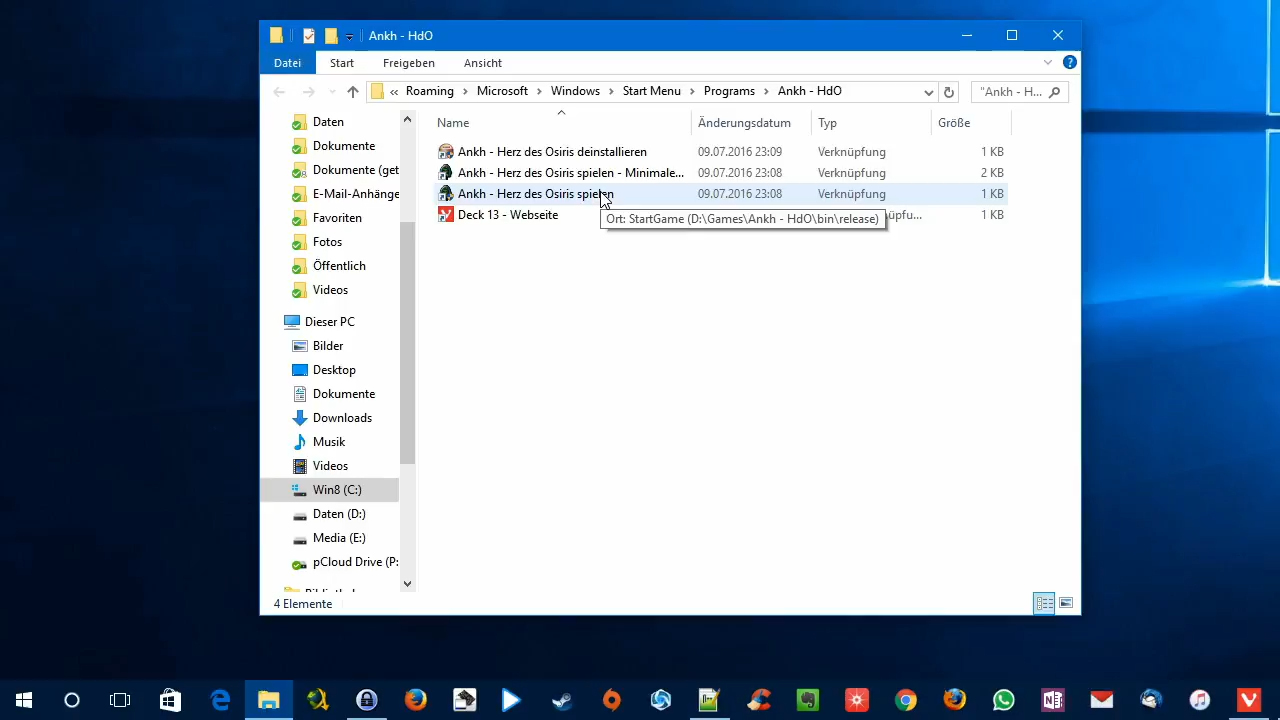 Ankh - HdO
Datei Start Freigeben Ansicht
« Roaming Microsoft Windows Start Menu Programs Ankh - HdO "Ankh - H...
Name Änderungsdatum Typ Größe
Ankh - Herz des Osiris deinstallieren 09.07.2016 23:09 Verknüpfung 1 KB
Ankh - Herz des Osiris spielen - Minimale... 09.07.2016 23:08 Verknüpfung 2 KB
Ankh - Herz des Osiris spielen 09.07.2016 23:08 Verknüpfung 1 KB
Deck 13 - Webseite üpfu... 1 KB
Ort: StartGame (D:\Games\Ankh - HdO\bin\release)
Daten
Dokumente
Dokumente (get
E-Mail-Anhänge
Favoriten
Fotos
Öffentlich
Videos
Dieser PC
Bilder
Desktop
Dokumente
Downloads
Musik
Videos
Win8 (C:)
Daten (D:)
Media (E:)
pCloud Drive (P:
4 Elemente